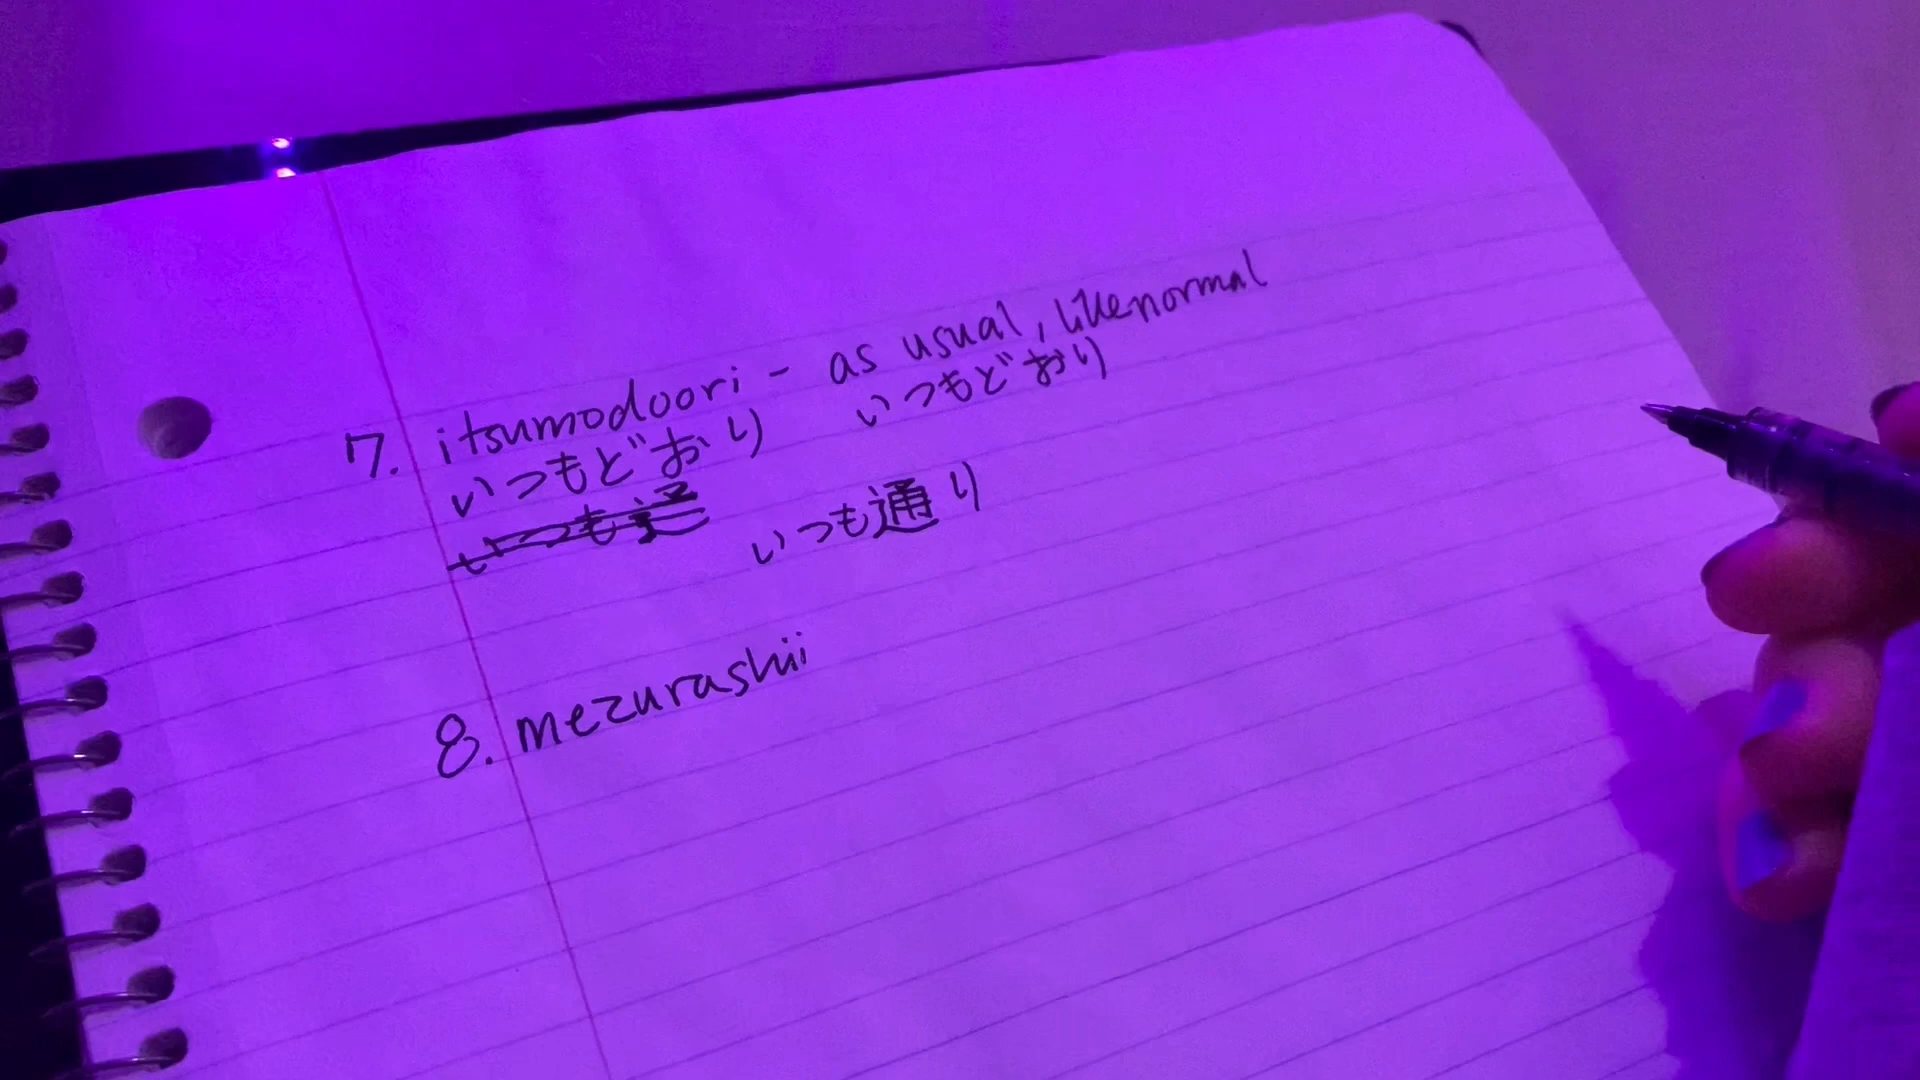 7. itsumodoori - as usual, like normal
いつもどおり いつもどおり
いつも通り
8. mezurashii